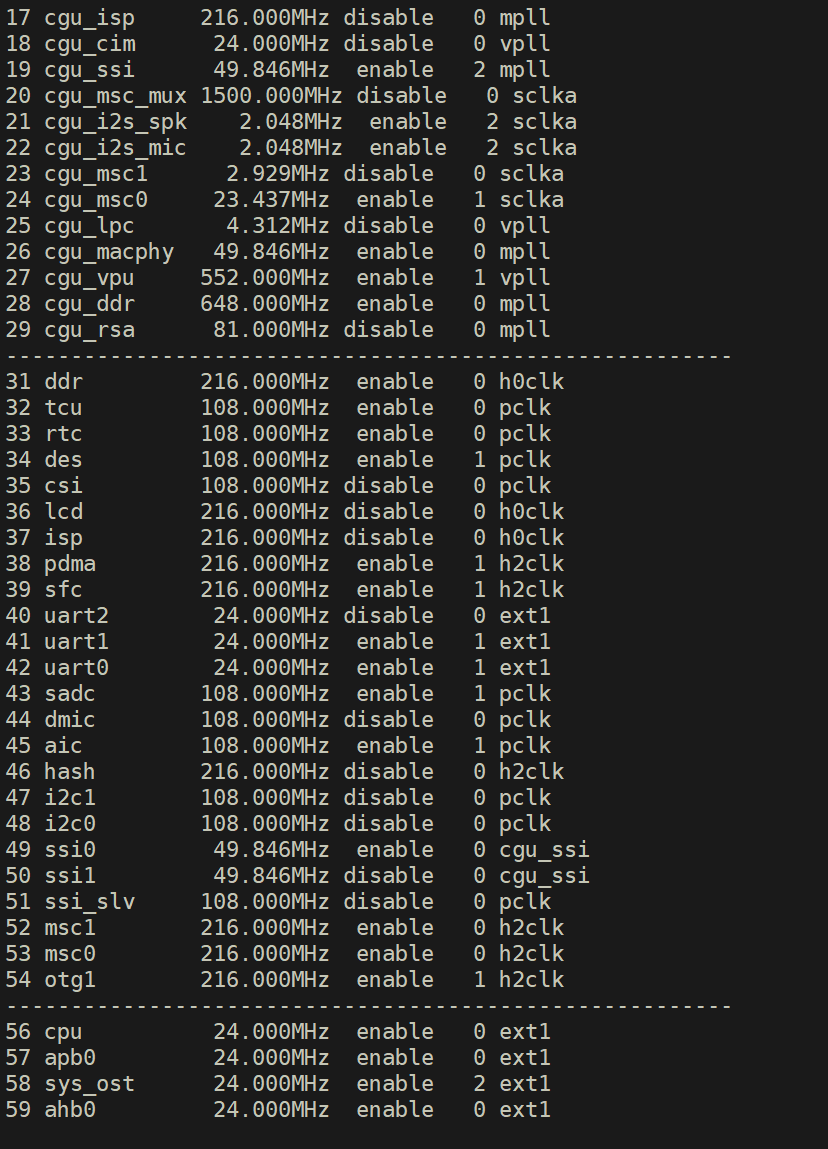 17 cgu_isp     216.000MHz disable   0 mpll
18 cgu_cim      24.000MHz disable   0 vpll
19 cgu_ssi      49.846MHz  enable   2 mpll
20 cgu_msc_mux 1500.000MHz disable   0 sclka
21 cgu_i2s_spk    2.048MHz  enable   2 sclka
22 cgu_i2s_mic    2.048MHz  enable   2 sclka
23 cgu_msc1      2.929MHz disable   0 sclka
24 cgu_msc0     23.437MHz  enable   1 sclka
25 cgu_lpc       4.312MHz disable   0 vpll
26 cgu_macphy   49.846MHz  enable   0 mpll
27 cgu_vpu     552.000MHz  enable   1 vpll
28 cgu_ddr     648.000MHz  enable   0 mpll
29 cgu_rsa      81.000MHz disable   0 mpll
--------------------------------------------------------
31 ddr         216.000MHz  enable   0 h0clk
32 tcu         108.000MHz  enable   0 pclk
33 rtc         108.000MHz  enable   0 pclk
34 des         108.000MHz  enable   1 pclk
35 csi         108.000MHz disable   0 pclk
36 lcd         216.000MHz disable   0 h0clk
37 isp         216.000MHz disable   0 h0clk
38 pdma        216.000MHz  enable   1 h2clk
39 sfc         216.000MHz  enable   1 h2clk
40 uart2        24.000MHz disable   0 ext1
41 uart1        24.000MHz  enable   1 ext1
42 uart0        24.000MHz  enable   1 ext1
43 sadc        108.000MHz  enable   1 pclk
44 dmic        108.000MHz disable   0 pclk
45 aic         108.000MHz  enable   1 pclk
46 hash        216.000MHz disable   0 h2clk
47 i2c1        108.000MHz disable   0 pclk
48 i2c0        108.000MHz disable   0 pclk
49 ssi0         49.846MHz  enable   0 cgu_ssi
50 ssi1         49.846MHz disable   0 cgu_ssi
51 ssi_slv     108.000MHz disable   0 pclk
52 msc1        216.000MHz  enable   0 h2clk
53 msc0        216.000MHz  enable   0 h2clk
54 otg1        216.000MHz  enable   1 h2clk
--------------------------------------------------------
56 cpu          24.000MHz  enable   0 ext1
57 apb0         24.000MHz  enable   0 ext1
58 sys_ost      24.000MHz  enable   2 ext1
59 ahb0         24.000MHz  enable   0 ext1